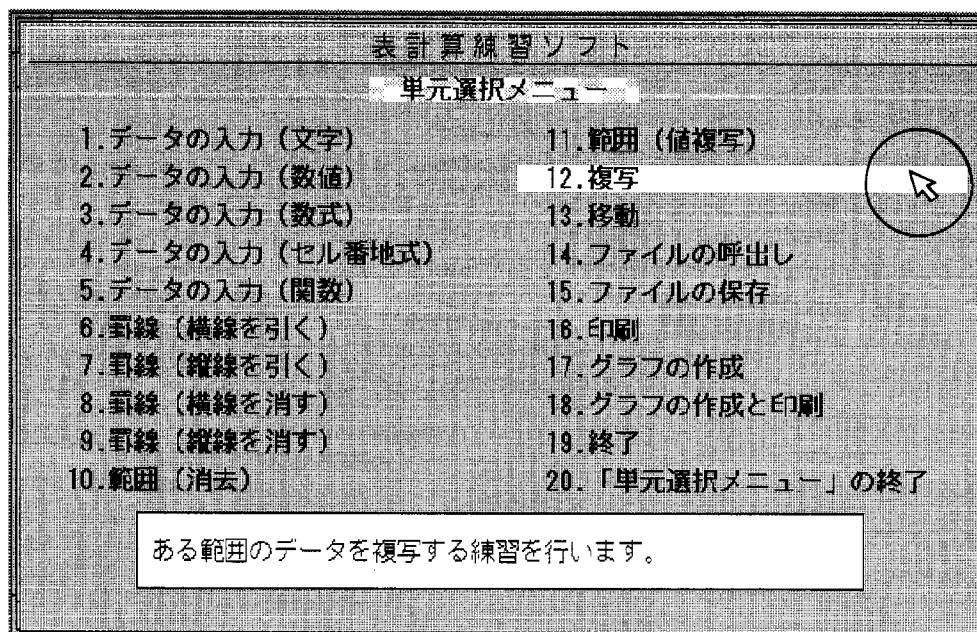 表計算練習ソフト
単元選択メニュー
1.データの入力（文字）
2.データの入力（数値）
3.データの入力（数式）
4.データの入力（セル番地式）
5.データの入力（関数）
6.罫線（横線を引く）
7.罫線（縦線を引く）
8.罫線（横線を消す）
9.罫線（縦線を消す）
10.範囲（消去）
11.範囲（値複写）
12.複写
13.移動
14.ファイルの呼出し
15.ファイルの保存
16.印刷
17.グラフの作成
18.グラフの作成と印刷
19.終了
20.「単元選択メニュー」の終了
ある範囲のデータを複写する練習を行います。